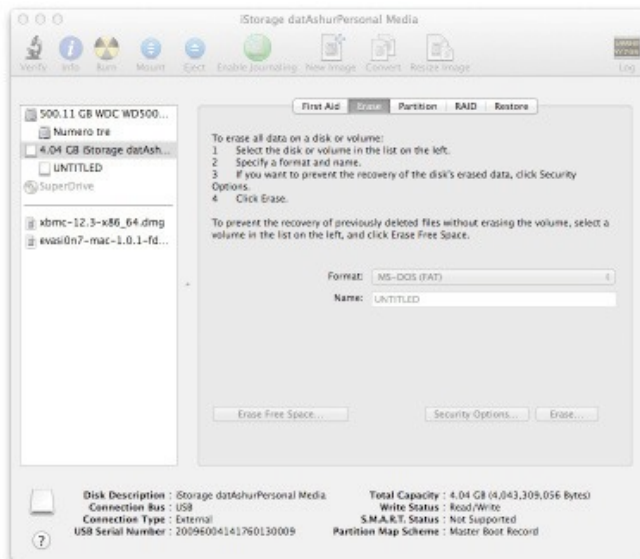 iStorage datAshurPersonal Media
Verify Info Burn Mount Eject Enable Journaling New Image Convert Resize Image Log
500.11 GB WDC WD500...
Numero tre
4.04 GB iStorage datAsh...
UNTITLED
SuperDrive
xbmc-12.3-x86_64.dmg
evasi0n7-mac-1.0.1-fd...
First Aid Erase Partition RAID Restore
To erase all data on a disk or volume:
1 Select the disk or volume in the list on the left.
2 Specify a format and name.
3 If you want to prevent the recovery of the disk's erased data, click Security
Options.
4 Click Erase.
To prevent the recovery of previously deleted files without erasing the volume, select a
volume in the list on the left, and click Erase Free Space.
Format: MS-DOS (FAT)
Name: UNTITLED
Erase Free Space... Security Options... Erase...
Disk Description : iStorage datAshurPersonal Media
Connection Bus : USB
Connection Type : External
USB Serial Number : 20096004141760130009
Total Capacity : 4.04 GB (4,043,309,056 Bytes)
Write Status : Read/Write
S.M.A.R.T. Status : Not Supported
Partition Map Scheme : Master Boot Record
?